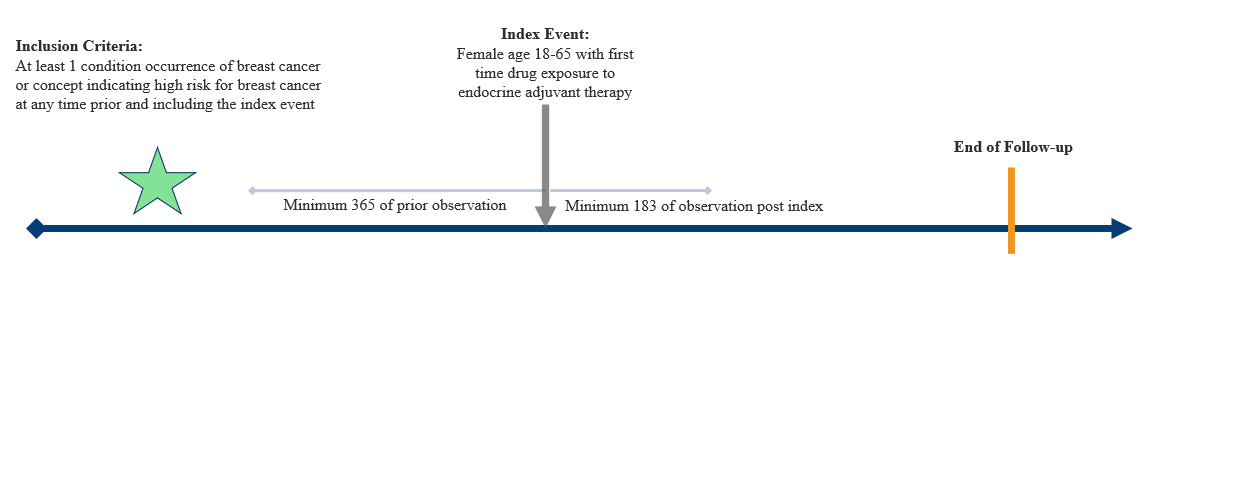 Inclusion Criteria:
At least 1 condition occurrence of breast cancer
or concept indicating high risk for breast cancer
at any time prior and including the index event
Index Event:
Female age 18-65 with first
time drug exposure to
endocrine adjuvant therapy
End of Follow-up
Minimum 365 of prior observation
Minimum 183 of observation post index